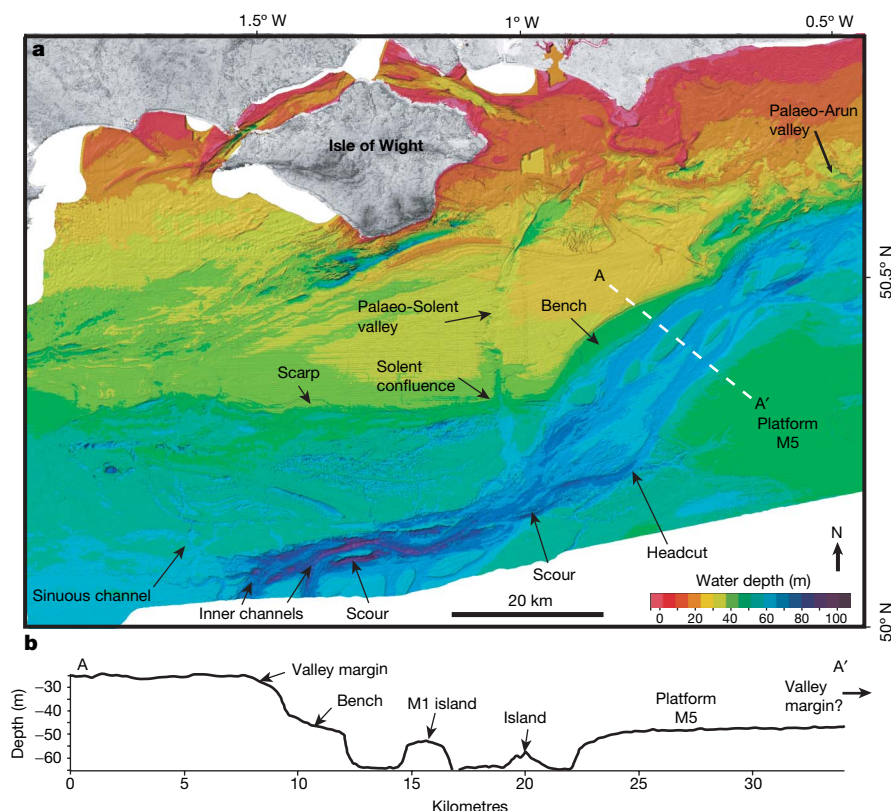 1.5° W
1° W
0.5° W
a
Palaeo-Arun
valley
Isle of Wight
50.5° N
A
Palaeo-Solent
valley
Bench
Scarp
Solent
confluence
A′
Platform
M5
Headcut
N
Scour
Sinuous channel
Inner channels
Scour
20 km
Water depth (m)
0 20 40 60 80 100
50° N
b
A
A′
Valley margin
Valley
margin?
Bench
M1 island
Island
Platform
M5
Depth (m)
–30
–40
–50
–60
0 5 10 15 20 25 30
Kilometres